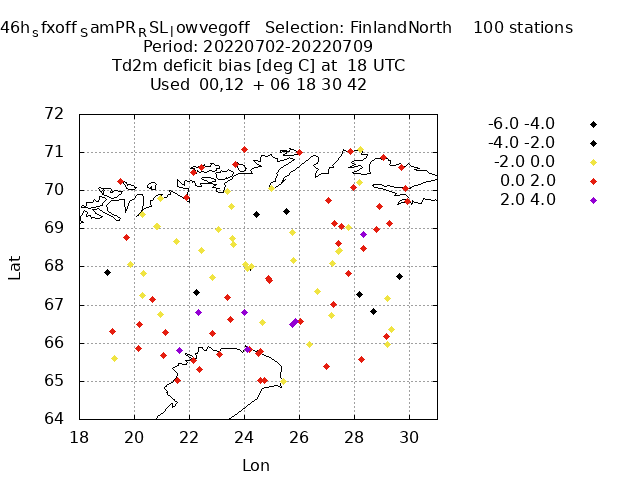 46h_sfxoff_SamPR_RSL_lowvegoff Selection: FinlandNorth 100 stations
Period: 20220702-20220709
Td2m deficit bias [deg C] at 18 UTC
Used 00,12 + 06 18 30 42
-6.0 -4.0
-4.0 -2.0
-2.0 0.0
0.0 2.0
2.0 4.0
72
71
70
69
68
67
66
65
64
Lat
18 20 22 24 26 28 30
Lon